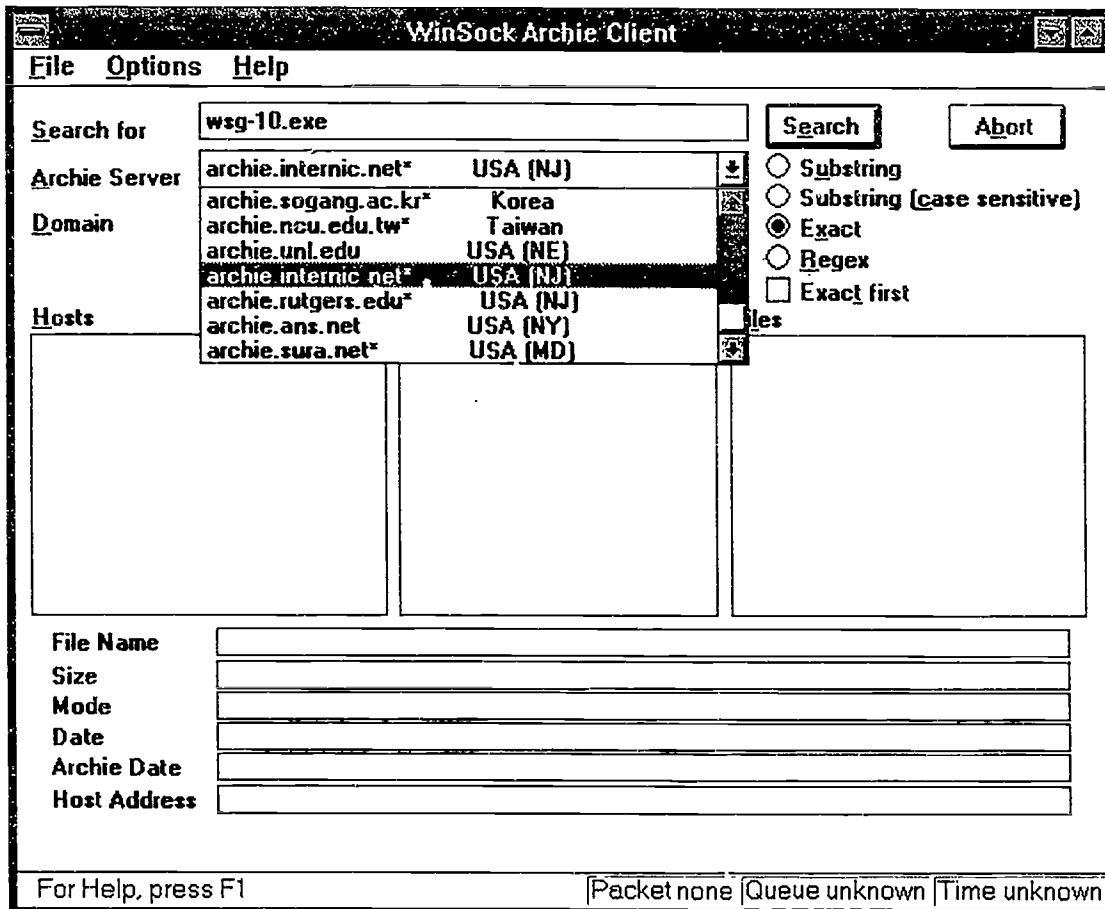 WinSock Archie Client
File Options Help
Search for wsg-10.exe Search Abort
Archie Server archie.internic.net* USA (NJ)
Substring
Substring (case sensitive)
Exact
Regex
Exact first
Domain
archie.sogang.ac.kr* Korea
archie.ncu.edu.tw* Taiwan
archie.unl.edu USA (NE)
archie.internic.net* USA (NJ)
archie.rutgers.edu* USA (NJ)
archie.ans.net USA (NY)
archie.sura.net* USA (MD)
Hosts iles
File Name
Size
Mode
Date
Archie Date
Host Address
For Help, press F1 Packet none Queue unknown Time unknown